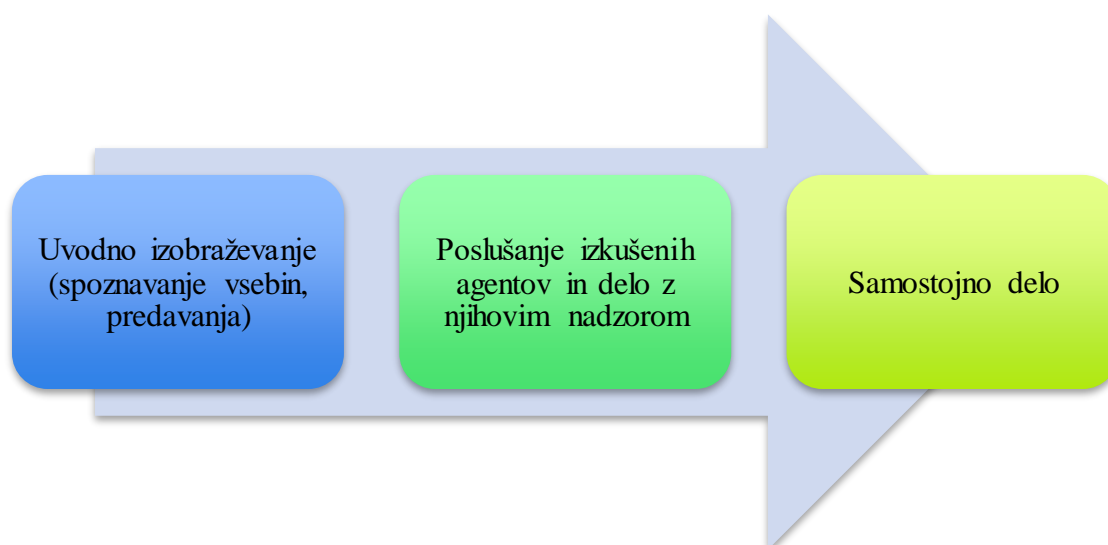 Uvodno izobraževanje
(spoznavanje vsebin,
predavanja)
Poslušanje izkušenih
agentov in delo z
njihovim nadzorom
Samostojno delo